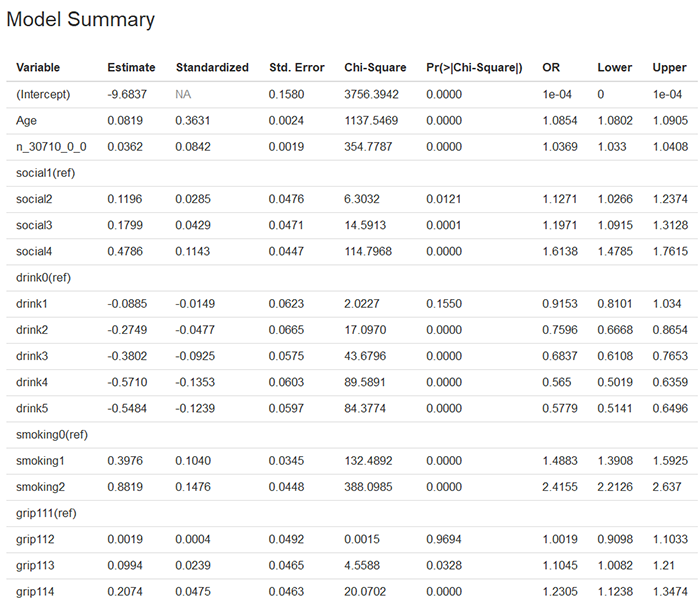 Model Summary
Variable Estimate Standardized Std. Error Chi-Square Pr(>|Chi-Square|) OR Lower Upper
(Intercept) -9.6837 NA 0.1580 3756.3942 0.0000 1e-04 0 1e-04
Age 0.0819 0.3631 0.0024 1137.5469 0.0000 1.0854 1.0802 1.0905
n_30710_0_0 0.0362 0.0842 0.0019 354.7787 0.0000 1.0369 1.033 1.0408
social1(ref)
social2 0.1196 0.0285 0.0476 6.3032 0.0121 1.1271 1.0266 1.2374
social3 0.1799 0.0429 0.0471 14.5913 0.0001 1.1971 1.0915 1.3128
social4 0.4786 0.1143 0.0447 114.7968 0.0000 1.6138 1.4785 1.7615
drink0(ref)
drink1 -0.0885 -0.0149 0.0623 2.0227 0.1550 0.9153 0.8101 1.034
drink2 -0.2749 -0.0477 0.0665 17.0970 0.0000 0.7596 0.6668 0.8654
drink3 -0.3802 -0.0925 0.0575 43.6796 0.0000 0.6837 0.6108 0.7653
drink4 -0.5710 -0.1353 0.0603 89.5891 0.0000 0.565 0.5019 0.6359
drink5 -0.5484 -0.1239 0.0597 84.3774 0.0000 0.5779 0.5141 0.6496
smoking0(ref)
smoking1 0.3976 0.1040 0.0345 132.4892 0.0000 1.4883 1.3908 1.5925
smoking2 0.8819 0.1476 0.0448 388.0985 0.0000 2.4155 2.2126 2.637
grip111(ref)
grip112 0.0019 0.0004 0.0492 0.0015 0.9694 1.0019 0.9098 1.1033
grip113 0.0994 0.0239 0.0465 4.5588 0.0328 1.1045 1.0082 1.21
grip114 0.2074 0.0475 0.0463 20.0702 0.0000 1.2305 1.1238 1.3474